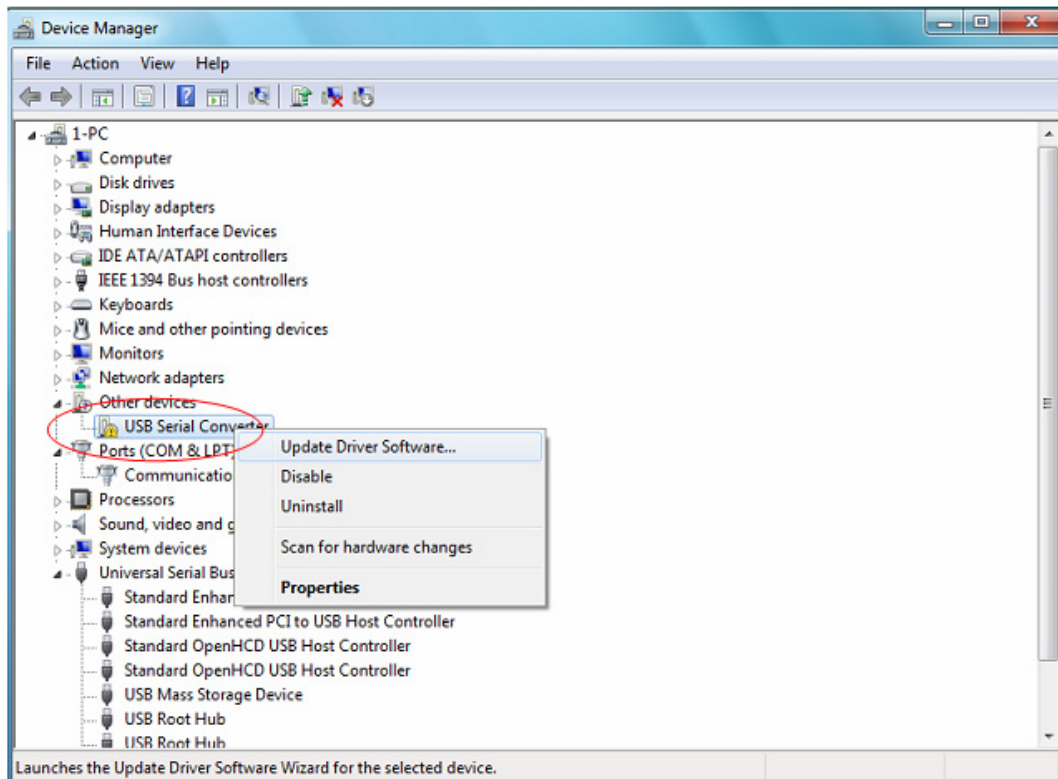 Device Manager
File Action View Help
1-PC
Computer
Disk drives
Display adapters
Human Interface Devices
IDE ATA/ATAPI controllers
IEEE 1394 Bus host controllers
Keyboards
Mice and other pointing devices
Monitors
Network adapters
Other devices
USB Serial Converter
Update Driver Software...
Ports (COM & LPT)
Communicatio
Disable
Processors
Uninstall
Sound, video and g
System devices
Scan for hardware changes
Universal Serial Bus
Properties
Standard Enhan
Standard Enhanced PCI to USB Host Controller
Standard OpenHCD USB Host Controller
Standard OpenHCD USB Host Controller
USB Mass Storage Device
USB Root Hub
USB Root Hub
Launches the Update Driver Software Wizard for the selected device.